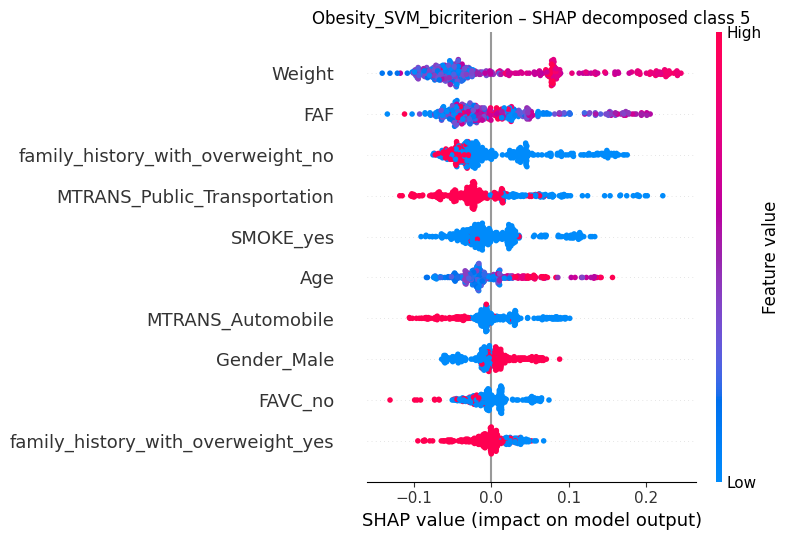 Obesity_SVM_bicriterion – SHAP decomposed class 5
High
Weight
FAF
family_history_with_overweight_no
MTRANS_Public_Transportation
SMOKE_yes
Age
MTRANS_Automobile
Gender_Male
FAVC_no
family_history_with_overweight_yes
Feature value
Low
−0.1 0.0 0.1 0.2
SHAP value (impact on model output)